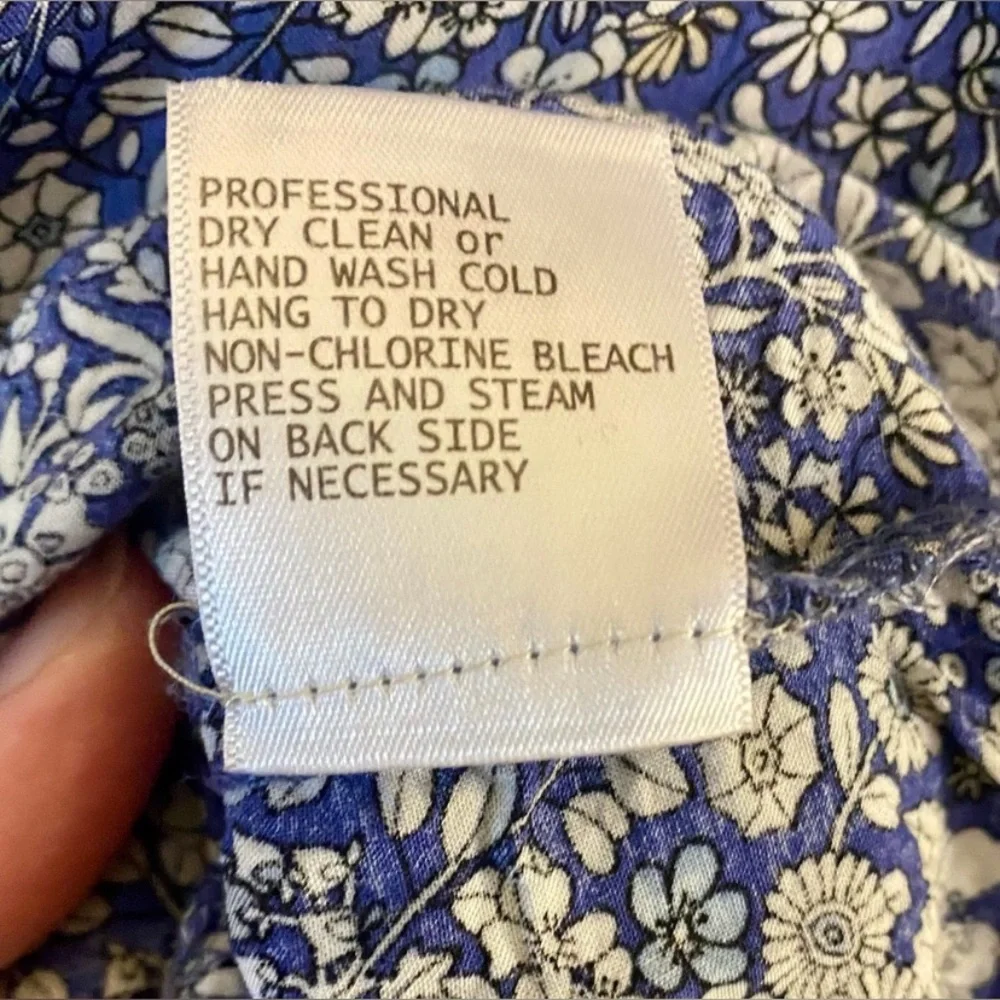 PROFESSIONAL
DRY CLEAN or
HAND WASH COLD
HANG TO DRY
NON-CHLORINE BLEACH
PRESS AND STEAM
ON BACK SIDE
IF NECESSARY